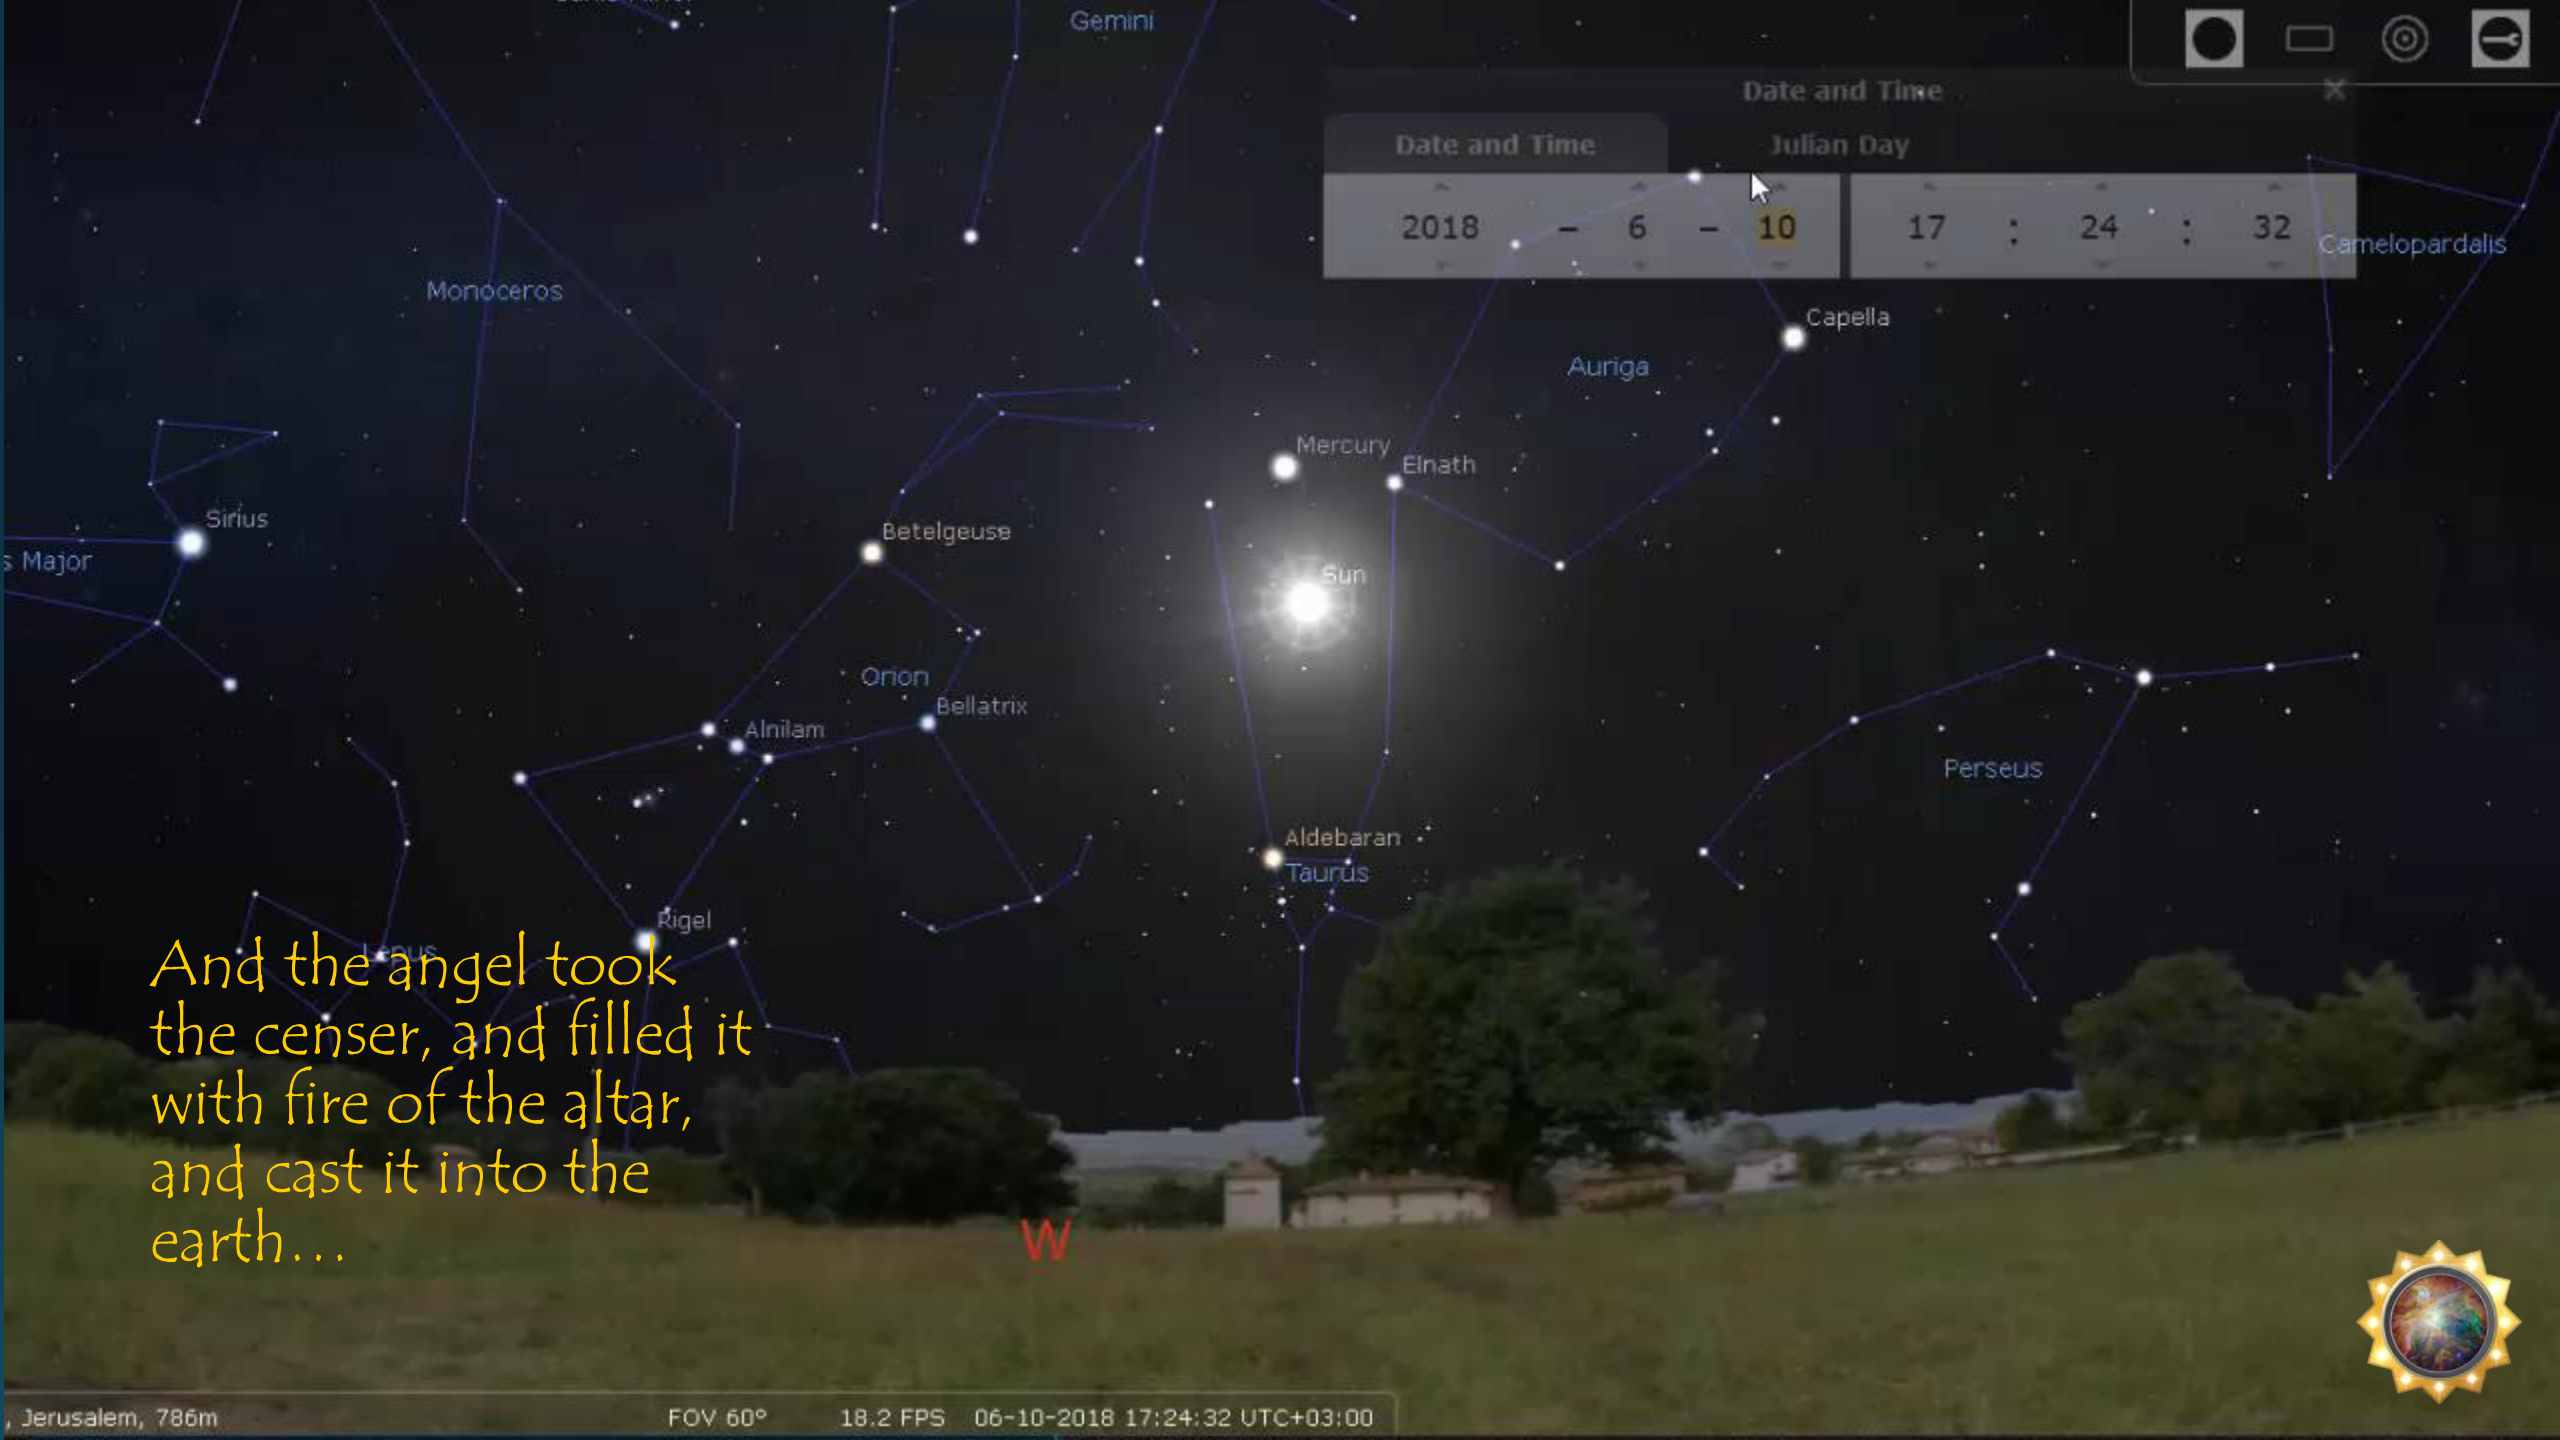 Gemini
Date and Time
Date and Time Julian Day
2018 - 6 - 10 17 : 24 : 32
Camelopardalis
Monoceros
Capella
Auriga
Mercury
Elnath
Sirius
Betelgeuse
s Major
Sun
Orion
Bellatrix
Alnilam
Perseus
Aldebaran
Taurus
Rigel
Lepus
And the angel took
the censer, and filled it
with fire of the altar,
and cast it into the
earth...
W
, Jerusalem, 786m FOV 60° 18.2 FPS 06-10-2018 17:24:32 UTC+03:00